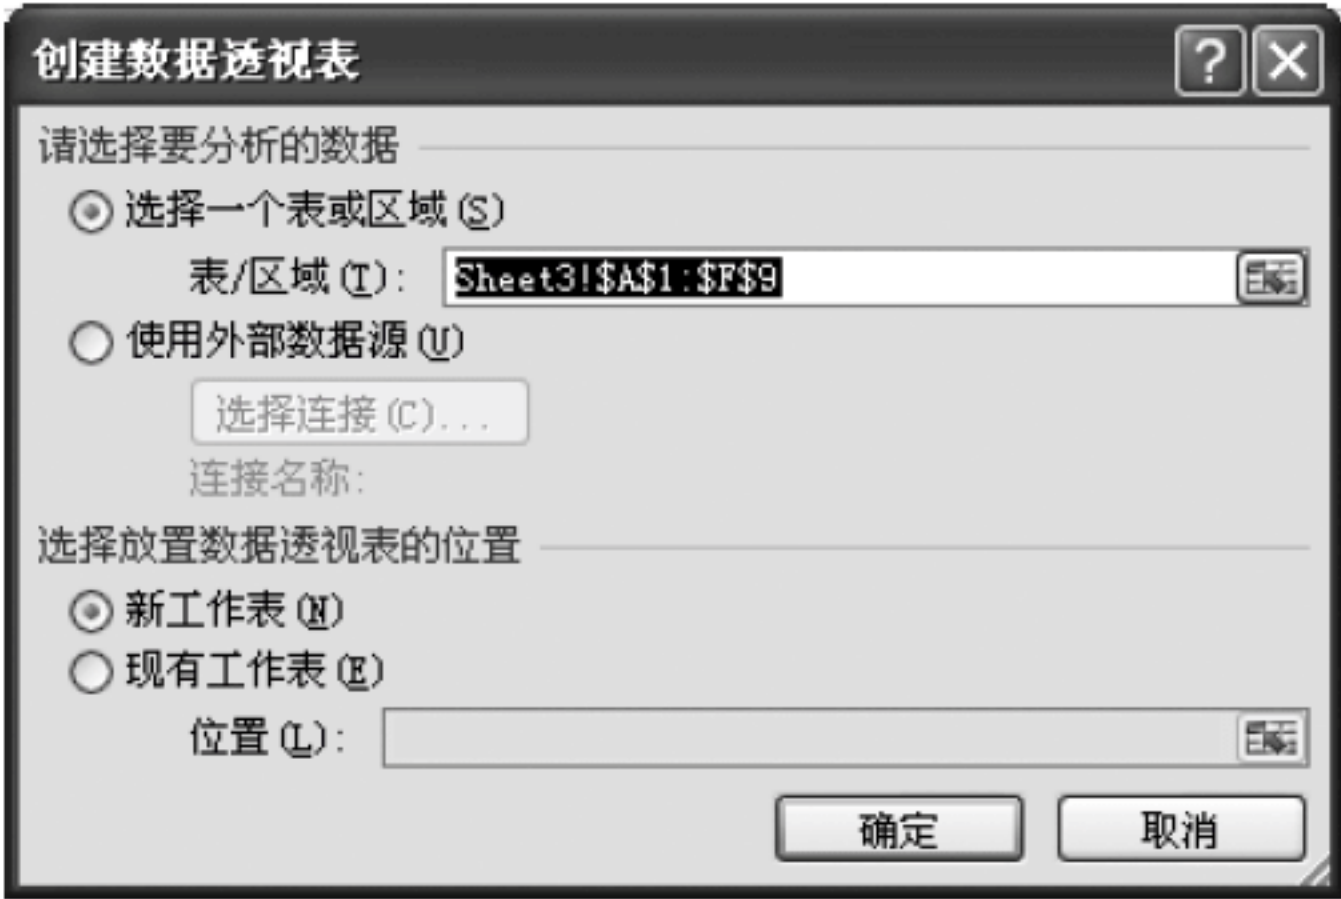 创建数据透视表
请选择要分析的数据
选择一个表或区域(S)
表/区域(T): Sheet3!$A$1:$F$9
使用外部数据源(U)
选择连接(C)...
连接名称:
选择放置数据透视表的位置
新工作表(N)
现有工作表(E)
位置(L):
确定 取消